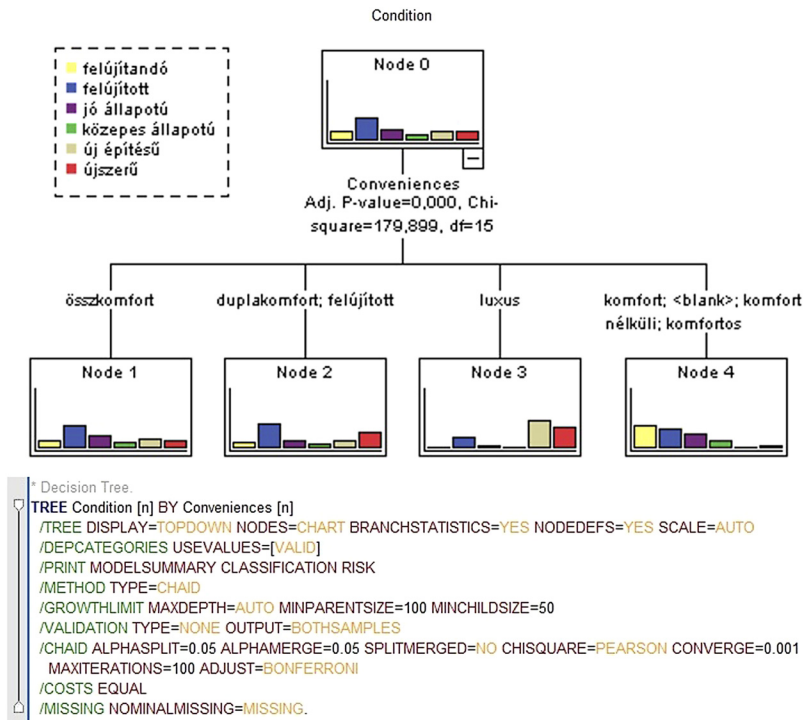 Condition
felújítandó
felújított
jó állapotú
közepes állapotú
új építésű
újszerű
Node 0
Conveniences
Adj. P-value=0,000, Chi-
square=179,899, df=15
összkomfort
duplakomfort; felújított
luxus
komfort; <blank>; komfort
nélküli; komfortos
Node 1
Node 2
Node 3
Node 4
* Decision Tree.
TREE Condition [n] BY Conveniences [n]
/TREE DISPLAY=TOPDOWN NODES=CHART BRANCHSTATISTICS=YES NODEDEFS=YES SCALE=AUTO
/DEPCATEGORIES USEVALUES=[VALID]
/PRINT MODELSUMMARY CLASSIFICATION RISK
/METHOD TYPE=CHAID
/GROWTHLIMIT MAXDEPTH=AUTO MINPARENTSIZE=100 MINCHILDSIZE=50
/VALIDATION TYPE=NONE OUTPUT=BOTHSAMPLES
/CHAID ALPHASPLIT=0.05 ALPHAMERGE=0.05 SPLITMERGED=NO CHISQUARE=PEARSON CONVERGE=0.001
MAXITERATIONS=100 ADJUST=BONFERRONI
/COSTS EQUAL
/MISSING NOMINALMISSING=MISSING.